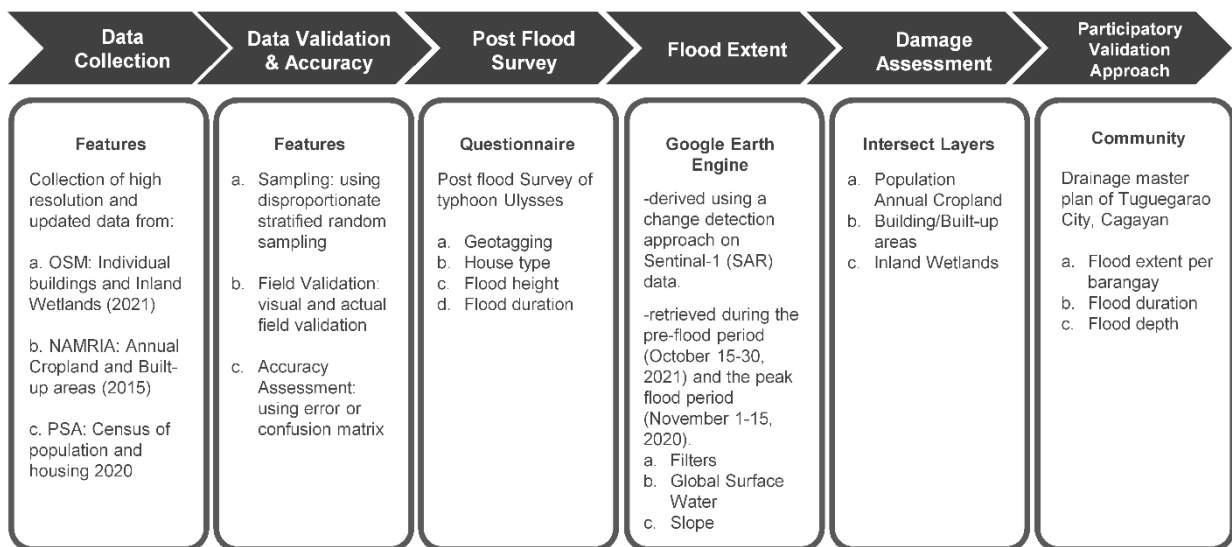 Data
Collection
Data Validation
& Accuracy
Post Flood
Survey
Flood Extent
Damage
Assessment
Participatory
Validation
Approach
Features
Collection of high
resolution and
updated data from:
a. OSM: Individual
buildings and Inland
Wetlands (2021)
b. NAMRIA: Annual
Cropland and Built-
up areas (2015)
c. PSA: Census of
population and
housing 2020
Features
a. Sampling: using
disproportionate
stratified random
sampling
b. Field Validation:
visual and actual
field validation
c. Accuracy
Assessment:
using error or
confusion matrix
Questionnaire
Post flood Survey of
typhoon Ulysses
a. Geotagging
b. House type
c. Flood height
d. Flood duration
Google Earth
Engine
-derived using a
change detection
approach on
Sentinal-1 (SAR)
data.
-retrieved during the
pre-flood period
(October 15-30,
2021) and the peak
flood period
(November 1-15,
2020).
a. Filters
b. Global Surface
Water
c. Slope
Intersect Layers
a. Population
Annual Cropland
b. Building/Built-up
areas
c. Inland Wetlands
Community
Drainage master
plan of Tuguegarao
City, Cagayan
a. Flood extent per
barangay
b. Flood duration
c. Flood depth